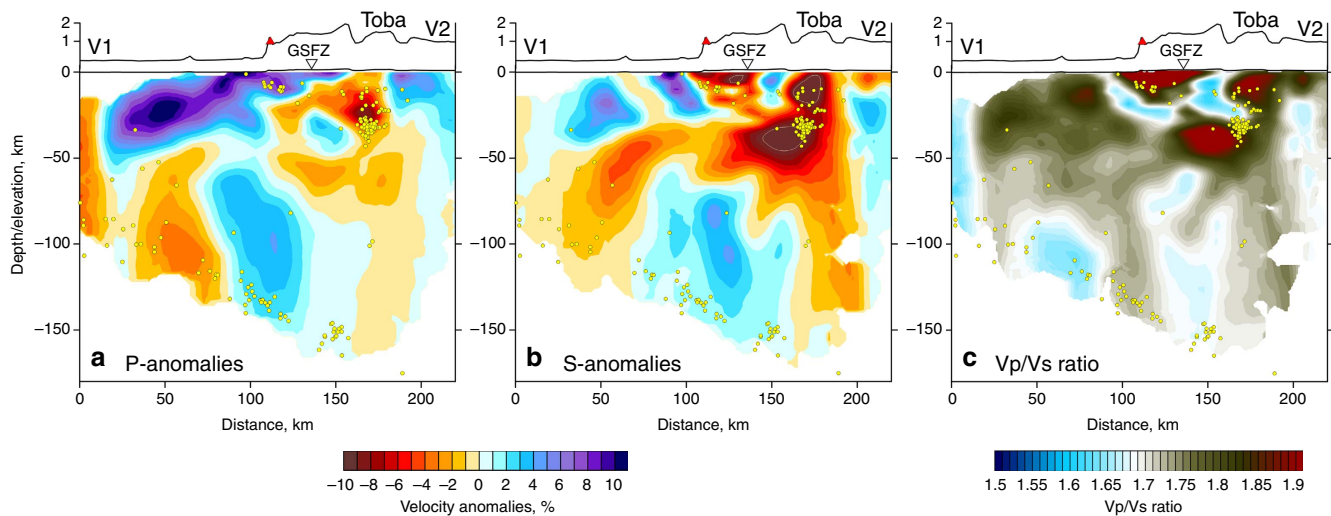 2
1
V1
Toba
V2
GSFZ
0
−50
−100
−150
Depth/elevation, km
a P-anomalies
0 50 100 150 200
Distance, km
2
1
V1
Toba
V2
GSFZ
0
−50
−100
−150
b S-anomalies
0 50 100 150 200
Distance, km
2
1
V1
Toba
V2
GSFZ
0
−50
−100
−150
c Vp/Vs ratio
0 50 100 150 200
Distance, km
−10 −8 −6 −4 −2 0 2 4 6 8 10
Velocity anomalies, %
1.5 1.55 1.6 1.65 1.7 1.75 1.8 1.85 1.9
Vp/Vs ratio